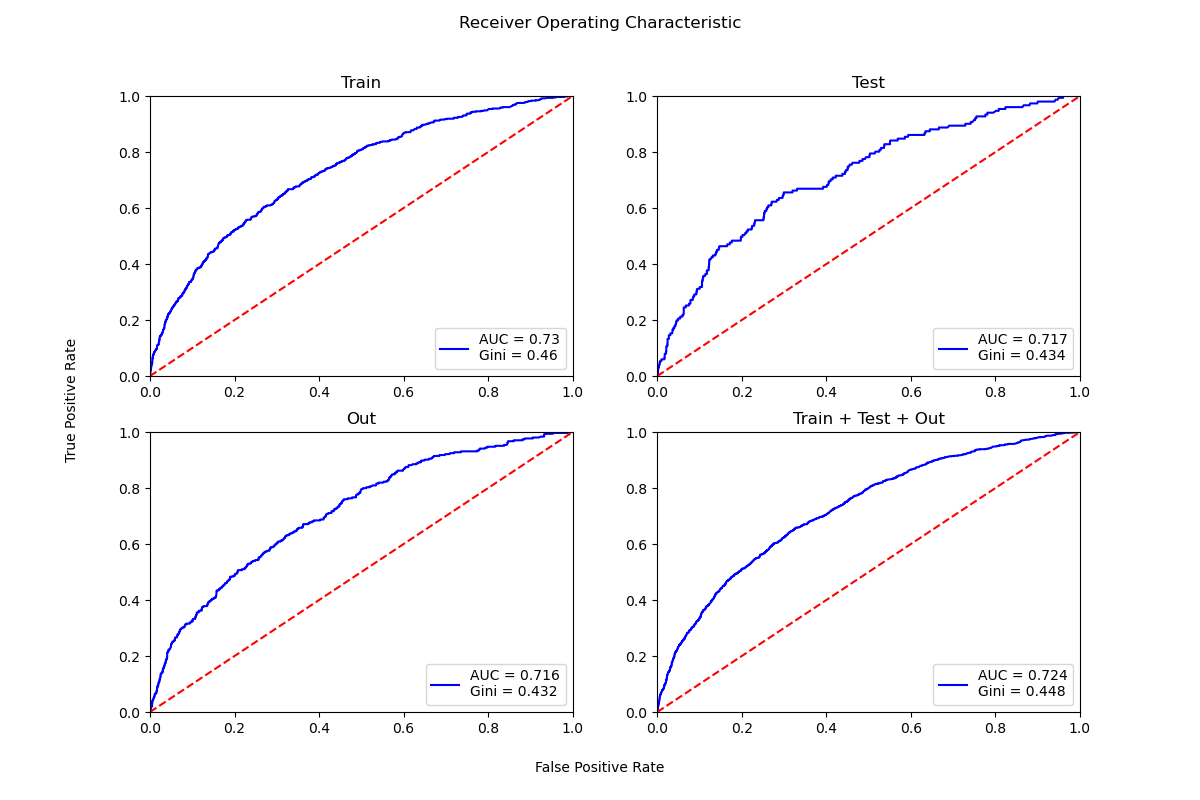 Receiver Operating Characteristic
Train
1.0
0.8
0.6
0.4
0.2
0.0
0.0 0.2 0.4 0.6 0.8 1.0
AUC = 0.73
Gini = 0.46
Test
1.0
0.8
0.6
0.4
0.2
0.0
0.0 0.2 0.4 0.6 0.8 1.0
AUC = 0.717
Gini = 0.434
True Positive Rate
Out
1.0
0.8
0.6
0.4
0.2
0.0
0.0 0.2 0.4 0.6 0.8 1.0
AUC = 0.716
Gini = 0.432
Train + Test + Out
1.0
0.8
0.6
0.4
0.2
0.0
0.0 0.2 0.4 0.6 0.8 1.0
AUC = 0.724
Gini = 0.448
False Positive Rate